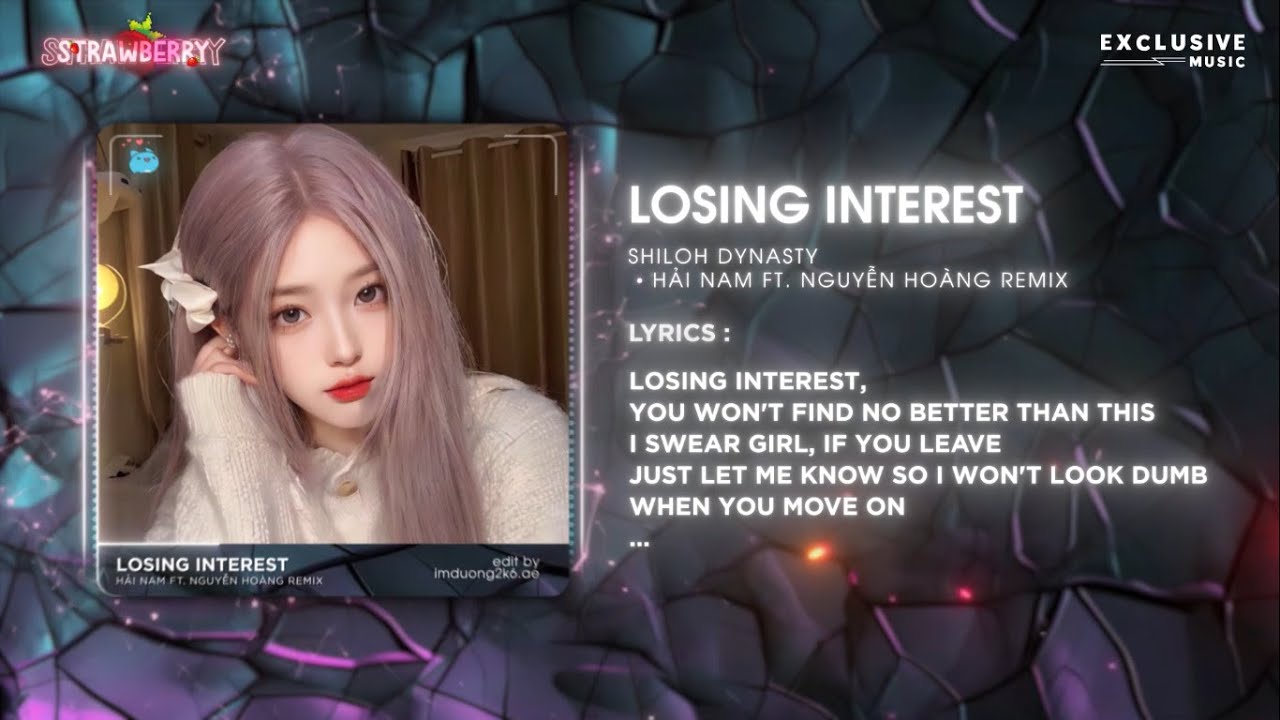 STRAWBERRY
EXCLUSIVE
MUSIC
LOSING INTEREST
SHILOH DYNASTY
• HẢI NAM FT. NGUYỄN HOÀNG REMIX
LYRICS :
LOSING INTEREST,
YOU WON'T FIND NO BETTER THAN THIS
I SWEAR GIRL, IF YOU LEAVE
JUST LET ME KNOW SO I WON'T LOOK DUMB
WHEN YOU MOVE ON
...
LOSING INTEREST
HẢI NAM FT. NGUYỄN HOÀNG REMIX
edit by
imduong2k6.ae